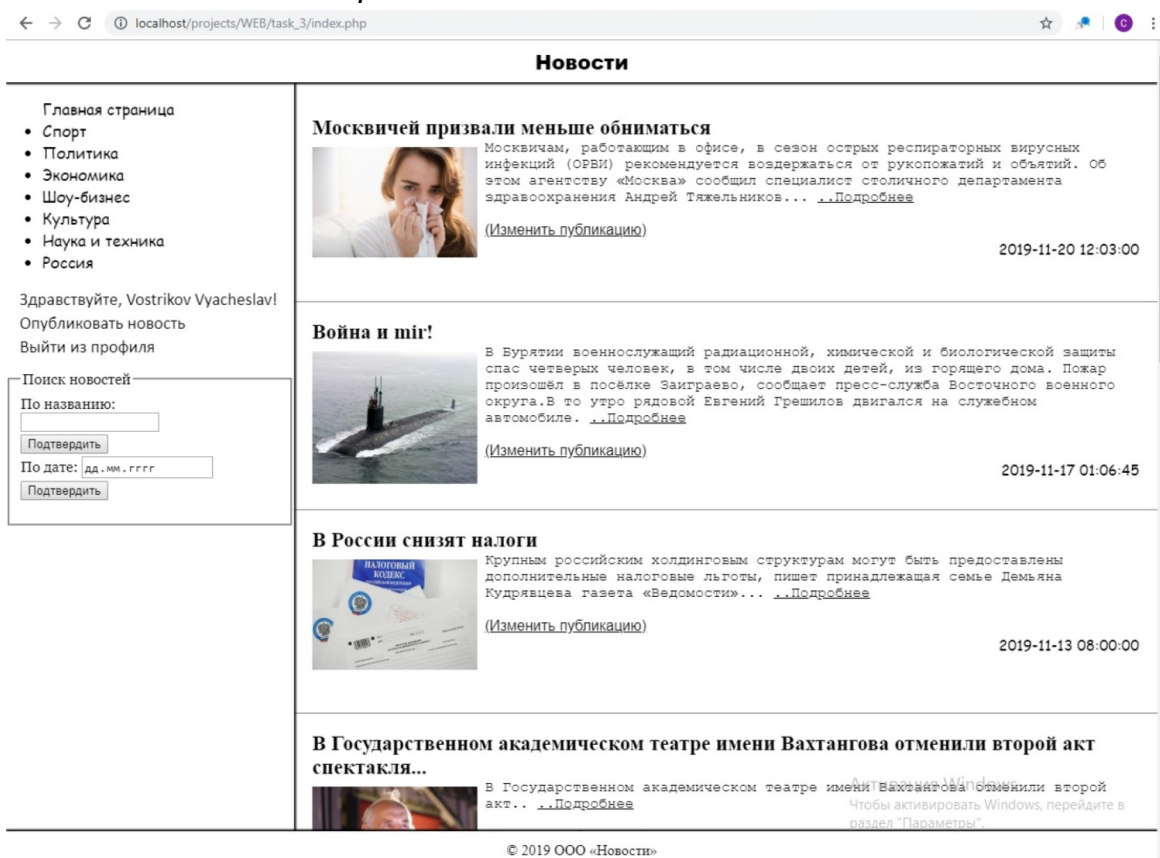 localhost/projects/WEB/task_3/index.php
C
Новости
Главная страница
• Спорт
• Политика
• Экономика
• Шоу-бизнес
• Культура
• Наука и техника
• Россия
Здравствуйте, Vostrikov Vyacheslav!
Опубликовать новость
Выйти из профиля
Поиск новостей
По названию:
Подтвердить
По дате: дд.мм.гггг
Подтвердить
Москвичей призвали меньше обниматься
Москвичам, работающим в офисе, в сезон острых респираторных вирусных
инфекций (ОРВИ) рекомендуется воздержаться от рукопожатий и объятий. Об
этом агентству «Москва» сообщил специалист столичного департамента
здравоохранения Андрей Тяжельников... ..Подробнее
(Изменить публикацию)
2019-11-20 12:03:00
Война и mir!
В Бурятии военнослужащий радиационной, химической и биологической защиты
спас четверых человек, в том числе двоих детей, из горящего дома. Пожар
произошёл в посёлке Заиграево, сообщает пресс-служба Восточного военного
округа.В то утро рядовой Евгений Грешилов двигался на служебном
автомобиле. ..Подробнее
(Изменить публикацию)
2019-11-17 01:06:45
В России снизят налоги
НАЛОГОВЫЙ
КОДЕКС
Крупным российским холдинговым структурам могут быть предоставлены
дополнительные налоговые льготы, пишет принадлежащая семье Демьяна
Кудрявцева газета «Ведомости»... ..Подробнее
(Изменить публикацию)
2019-11-13 08:00:00
В Государственном академическом театре имени Вахтангова отменили второй акт
спектакля...
В Государственном академическом театре имени Вахтангова отменили второй
акт.. ..Подробнее
Активация Windows
Чтобы активировать Windows, перейдите в
раздел "Параметры".
© 2019 ООО «Новости»